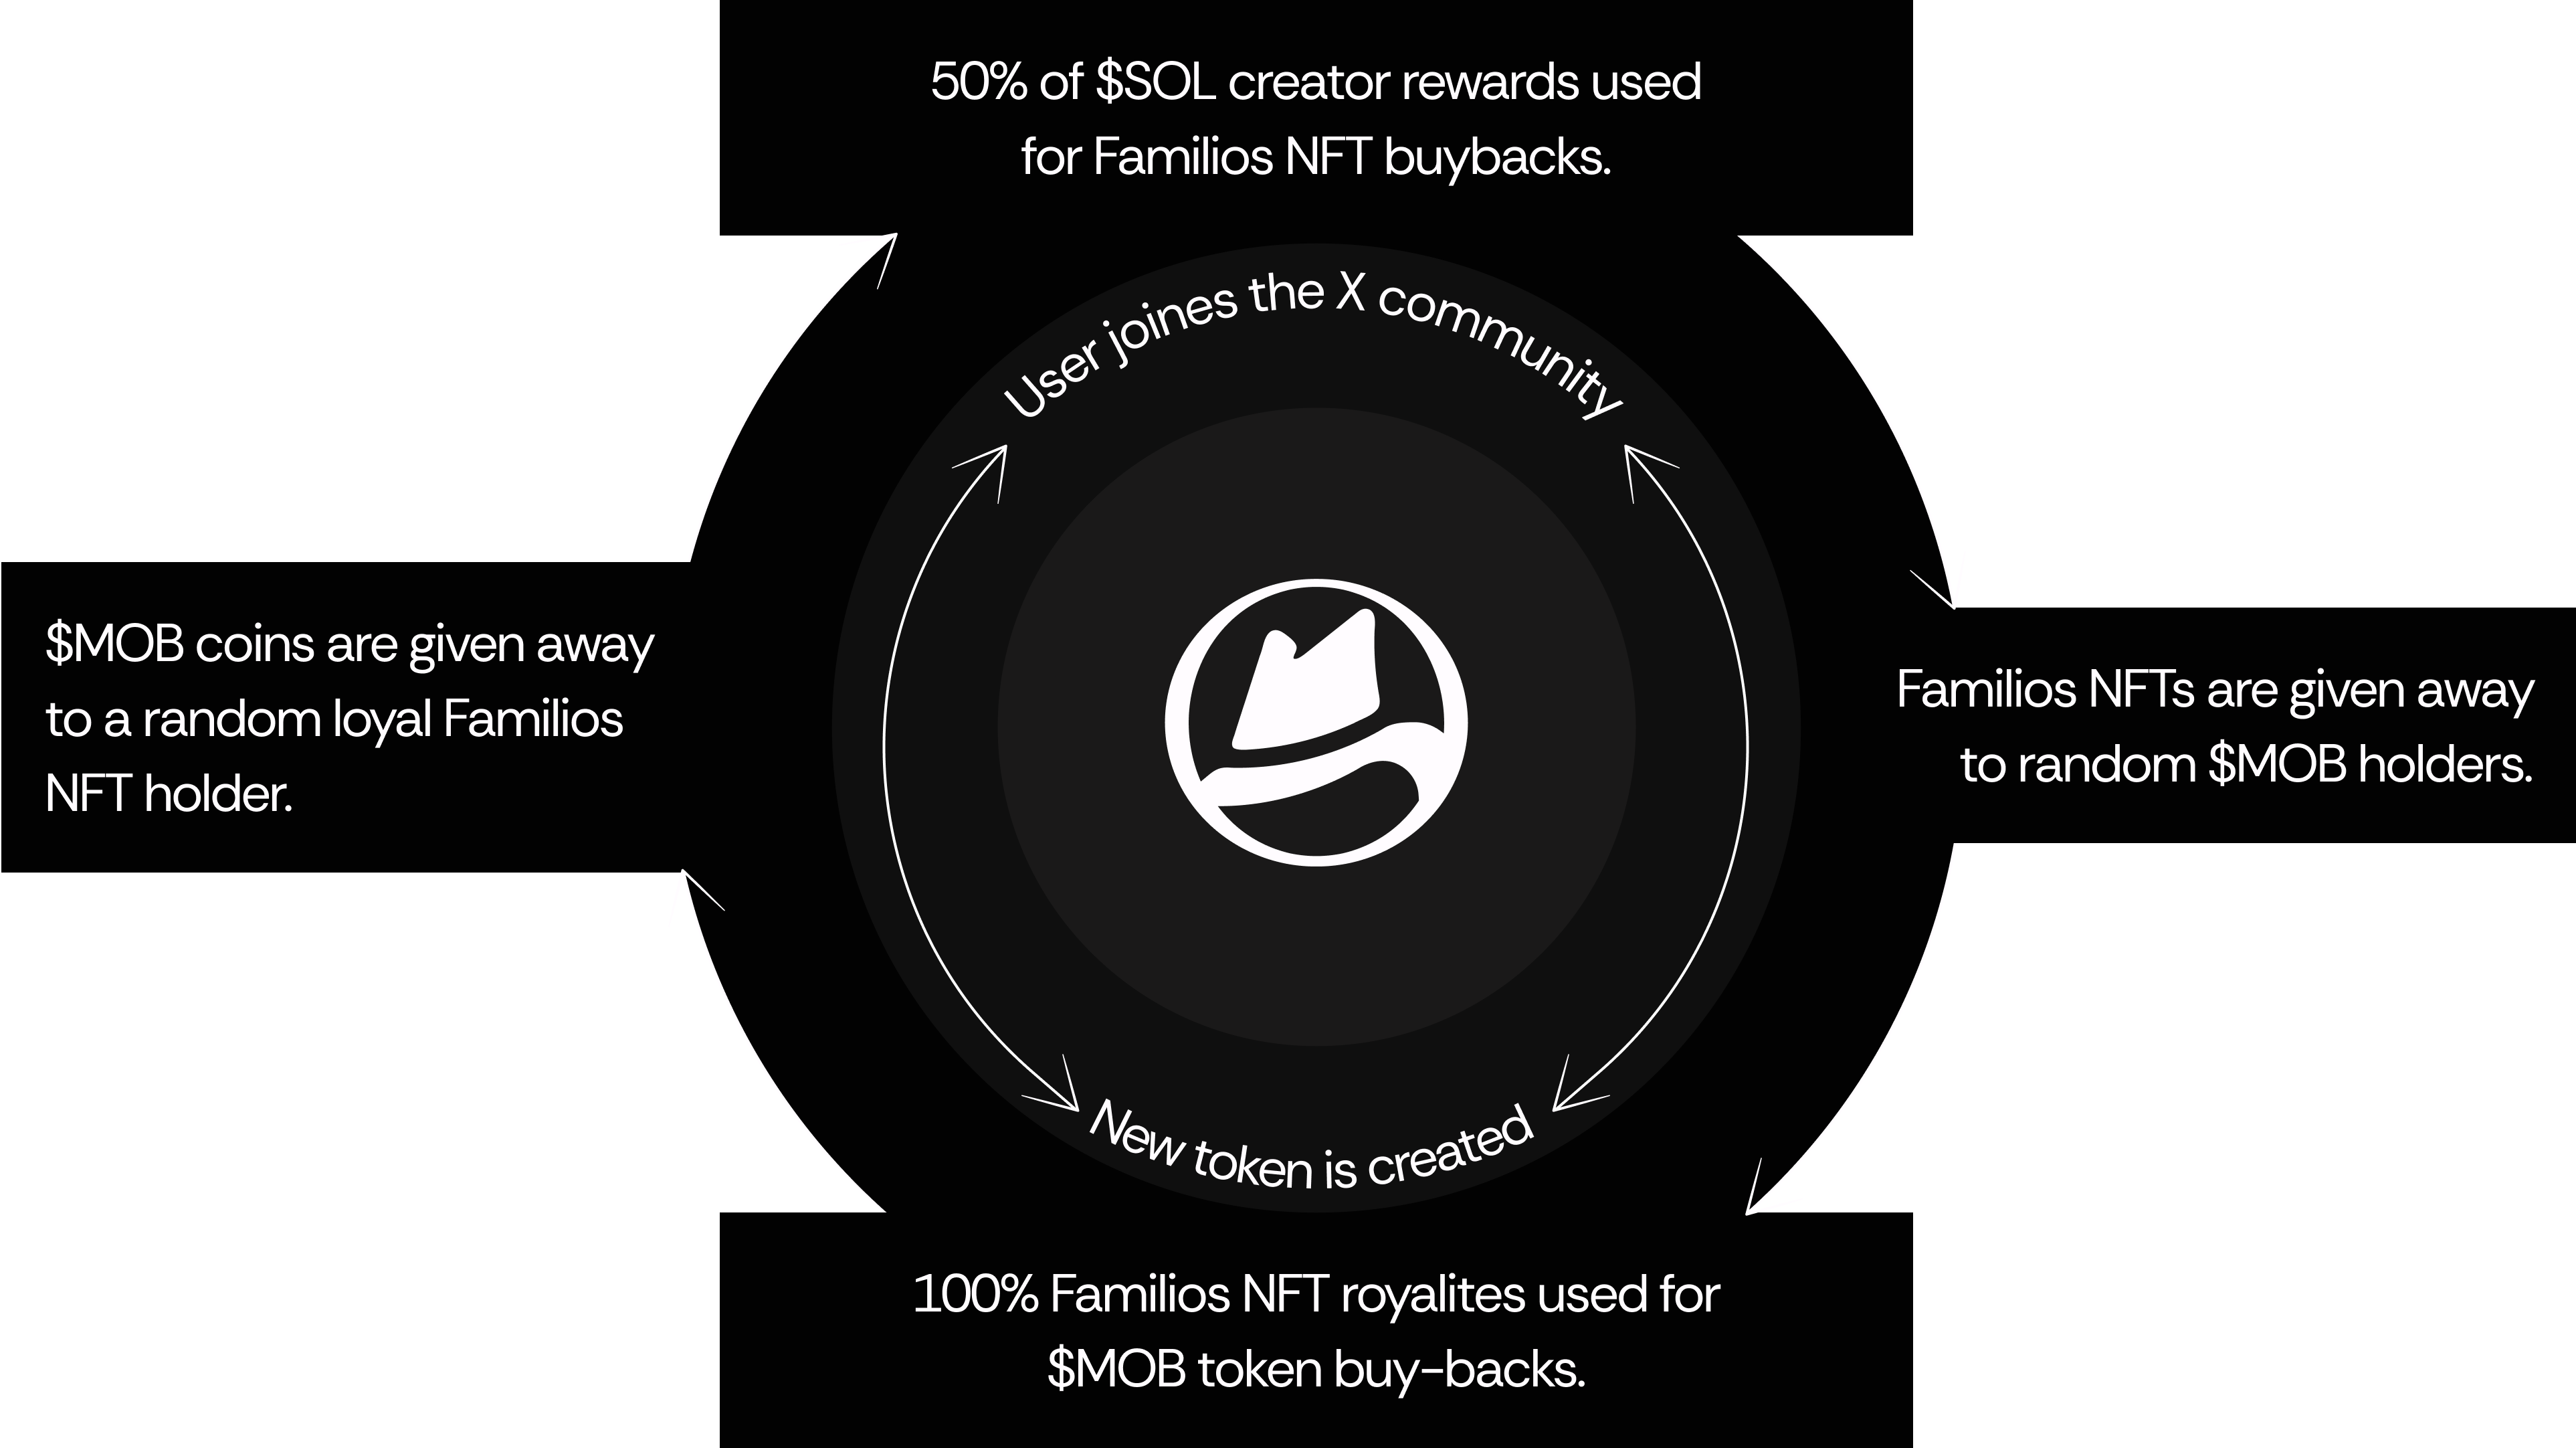 50% of $SOL creator rewards used
for Familios NFT buybacks.
User joines the X community
$MOB coins are given away
to a random loyal Familios
NFT holder.
Familios NFTs are given away
to random $MOB holders.
New token is created
100% Familios NFT royalites used for
$MOB token buy-backs.